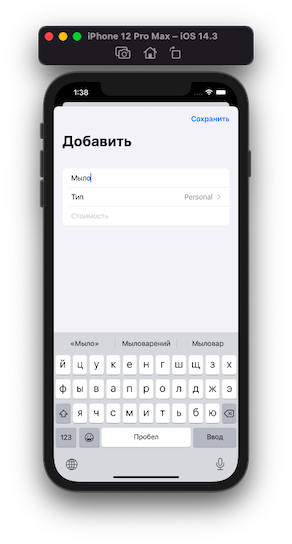 iPhone 12 Pro Max – iOS 14.3
1:38
Сохранить
Добавить
Мыло
Тип Personal
Стоимость
«Мыло» Мыловарений Мыловар
й ц у к е н г ш щ з х
ф ы в а п р о л д ж э
я ч с м и т ь б ю
123 Пробел Ввод